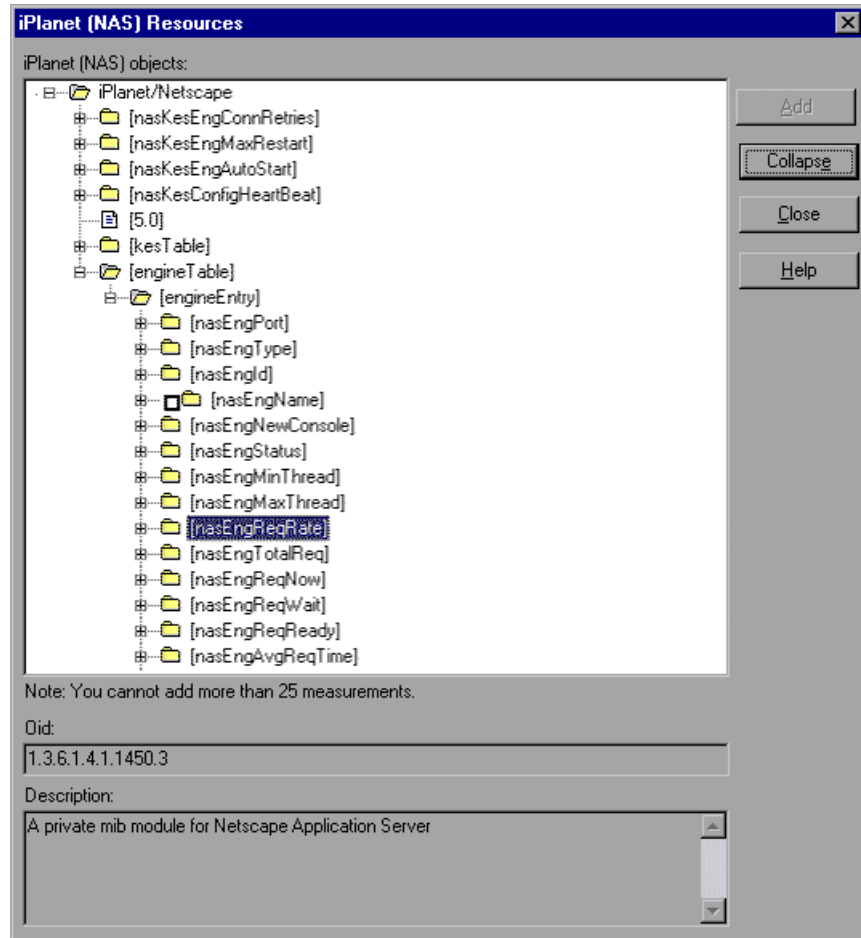 iPlanet (NAS) Resources
iPlanet (NAS) objects:
iPlanet/Netscape
[nasKesEngConnRetries]
[nasKesEngMaxRestart]
[nasKesEngAutoStart]
[nasKesConfigHeartBeat]
[5.0]
[kesTable]
[engineTable]
[engineEntry]
[nasEngPort]
[nasEngType]
[nasEngId]
[nasEngName]
[nasEngNewConsole]
[nasEngStatus]
[nasEngMinThread]
[nasEngMaxThread]
[nasEngReqRate]
[nasEngTotalReq]
[nasEngReqNow]
[nasEngReqWait]
[nasEngReqReady]
[nasEngAvgReqTime]
Add
Collapse
Close
Help
Note: You cannot add more than 25 measurements.
Oid:
1.3.6.1.4.1.1450.3
Description:
A private mib module for Netscape Application Server